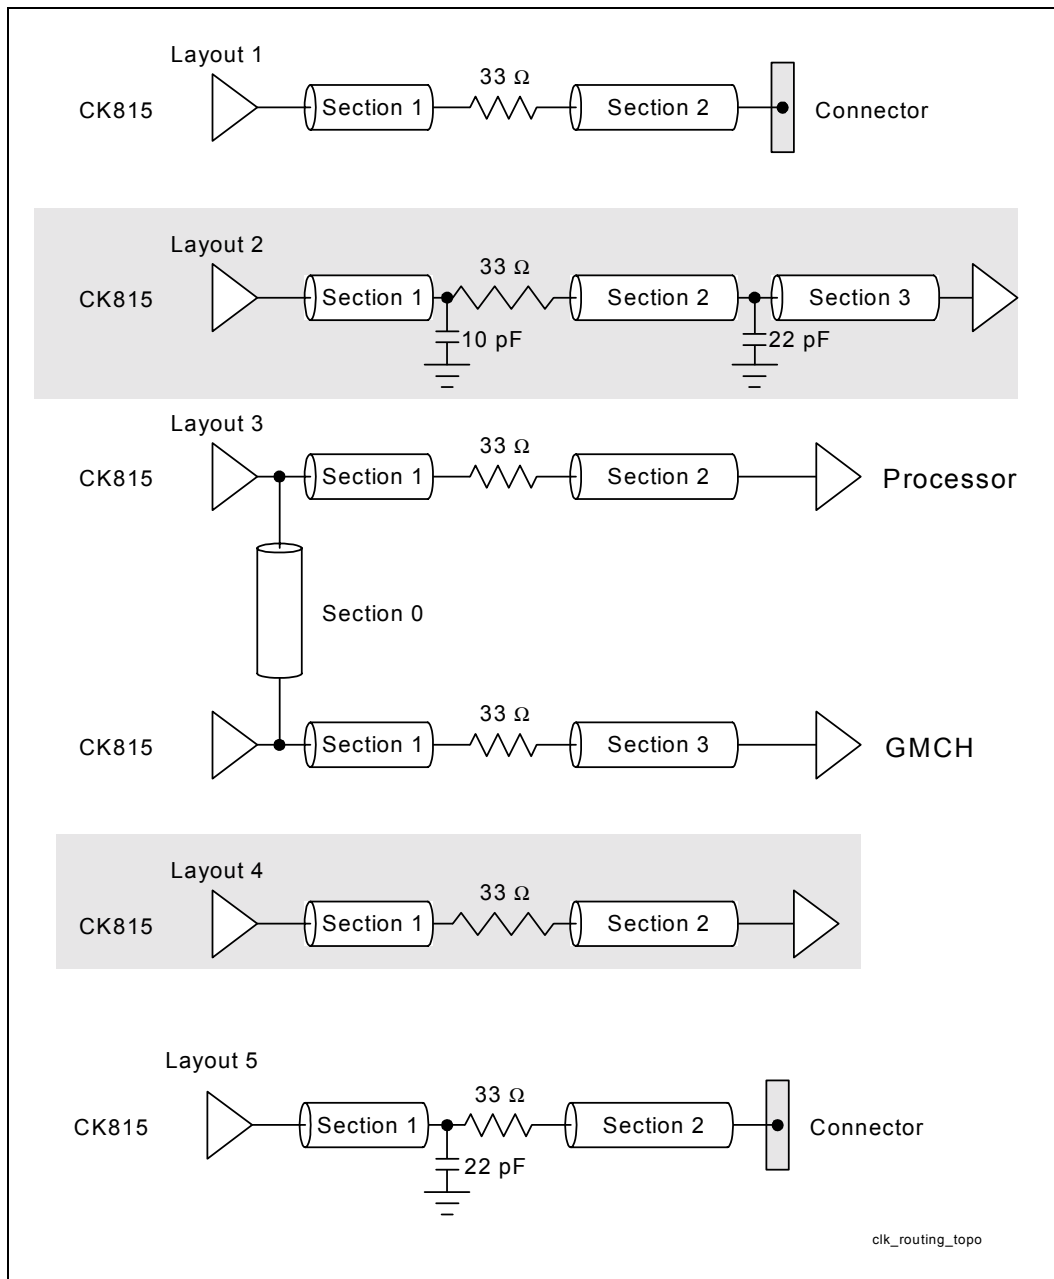 Layout 1
33 Ω
CK815
Section 1
Section 2
Connector
Layout 2
33 Ω
CK815
Section 1
Section 2
Section 3
10 pF
22 pF
Layout 3
33 Ω
CK815
Section 1
Section 2
Processor
Section 0
33 Ω
CK815
Section 1
Section 3
GMCH
Layout 4
33 Ω
CK815
Section 1
Section 2
Layout 5
33 Ω
CK815
Section 1
Section 2
Connector
22 pF
clk_routing_topo